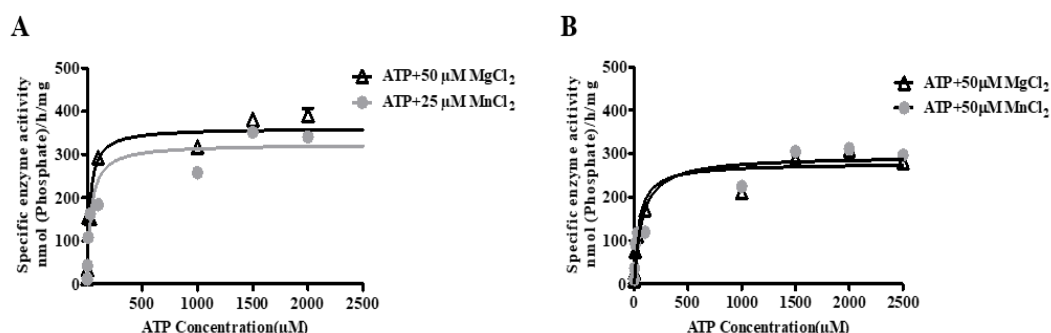 A
Specific enzyme acitivity
nmol (Phosphate)/h/mg
500
400
300
200
100
0
500
1000
1500
2000
2500
ATP Concentration(µM)
ATP+50 µM MgCl2
ATP+25 µM MnCl2
B
Specific enzyme activity
nmol (Phosphate)/h/mg
500
400
300
200
100
0
0
500
1000
1500
2000
2500
ATP Concentration(µM)
ATP+50µM MgCl2
ATP+50µM MnCl2